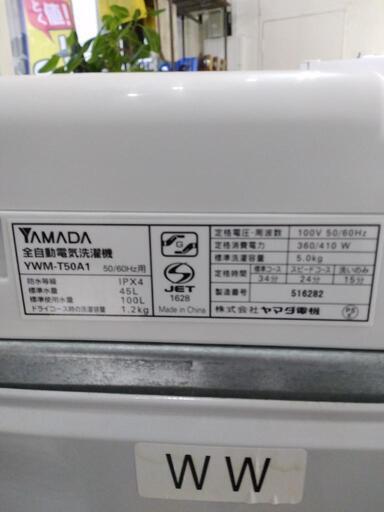 値!
YAMADA
全自動電気洗濯機
YWM-T50A1 50/60Hz用
防水等級 IPX4
標準水量 45L
標準使用水量 100L
ドライコース時の洗濯容量 1.2kg
G
S
JET
1628
Made in China
定格電圧・周波数 100V 50/60Hz
定格消費電力 360/410 W
標準洗濯容量 5.0kg
定格時間 標準コース スピードコース 洗いのみ
34分 24分 15分
製造番号 516282
株式会社 ヤマダ電機
PSE
WW